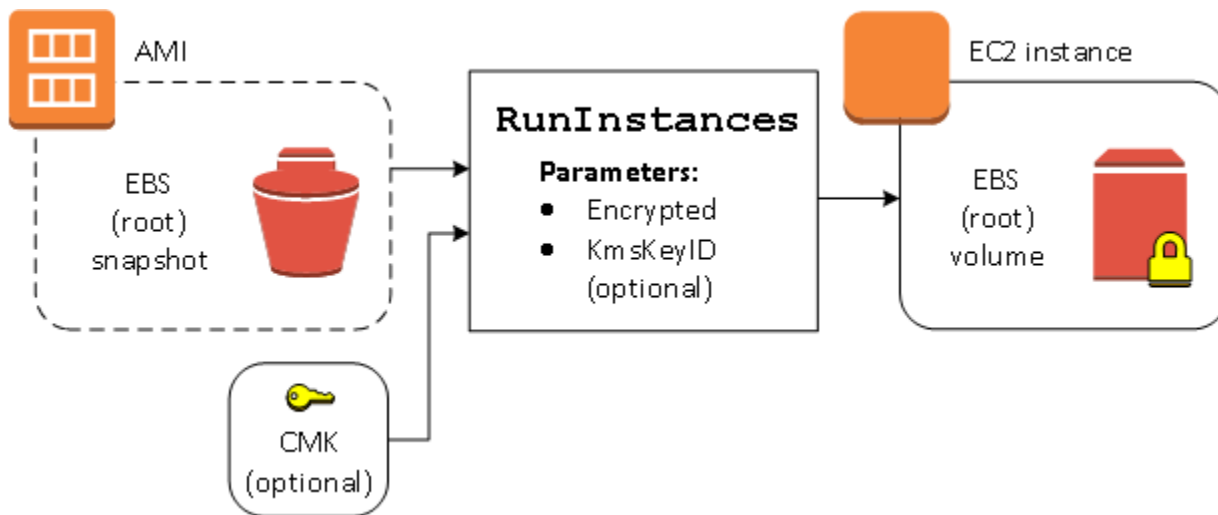 AMI
EBS
(root)
snapshot
CMK
(optional)
RunInstances
Parameters:
● Encrypted
● KmsKeyID
(optional)
EC2 instance
EBS
(root)
volume